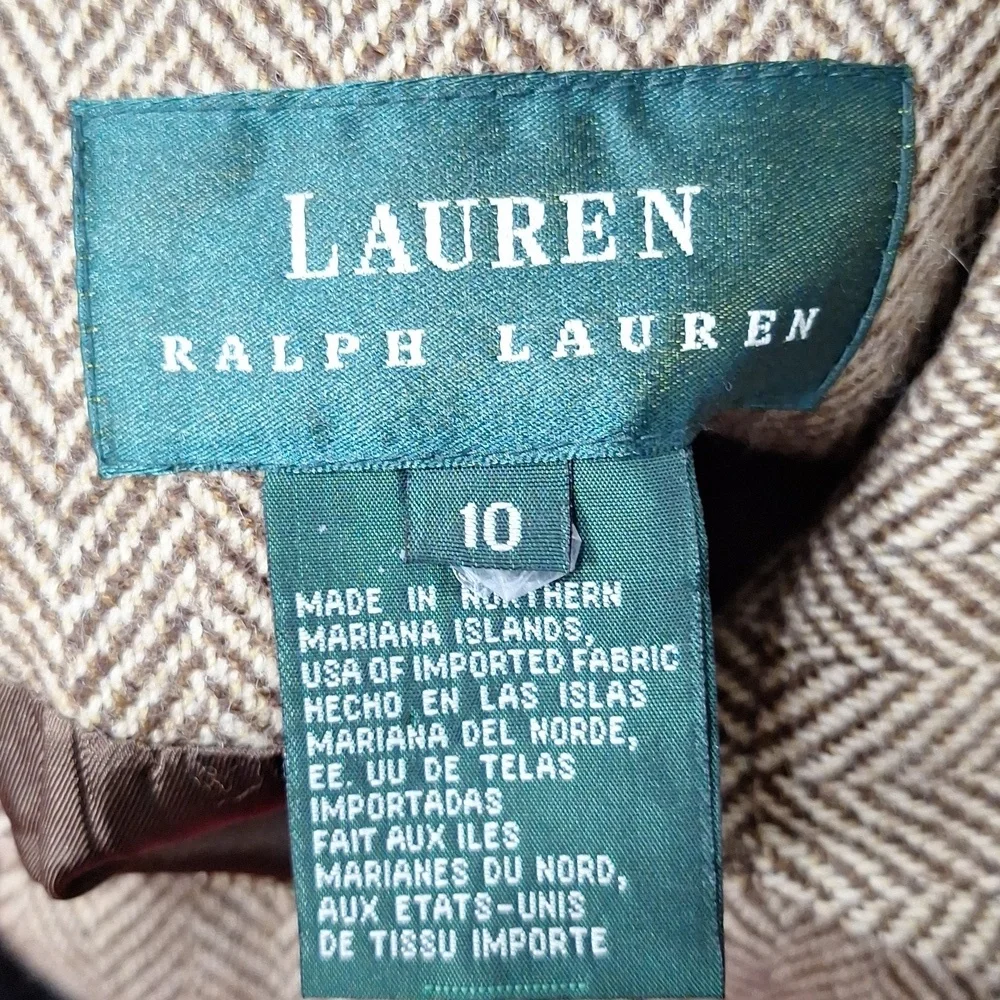 LAUREN
RALPH LAUREN
10
MADE IN NORTHERN
MARIANA ISLANDS,
USA OF IMPORTED FABRIC
HECHO EN LAS ISLAS
MARIANA DEL NORDE,
EE. UU DE TELAS
IMPORTADAS
FAIT AUX ILES
MARIANES DU NORD,
AUX ETATS-UNIS
DE TISSU IMPORTE